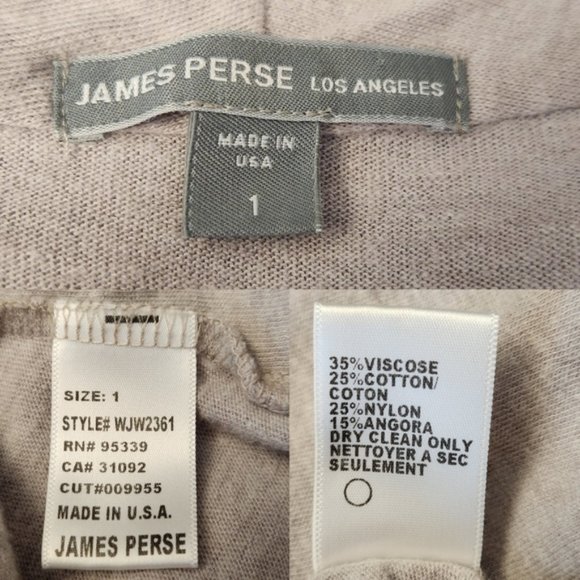 JAMES PERSE LOS ANGELES
MADE IN
USA
1
SIZE: 1
STYLE# WJW2361
RN# 95339
CA# 31092
CUT#009955
MADE IN U.S.A.
JAMES PERSE
35%VISCOSE
25%COTTON/
COTON
25%NYLON
15%ANGORA
DRY CLEAN ONLY
NETTOYER A SEC
SEULEMENT